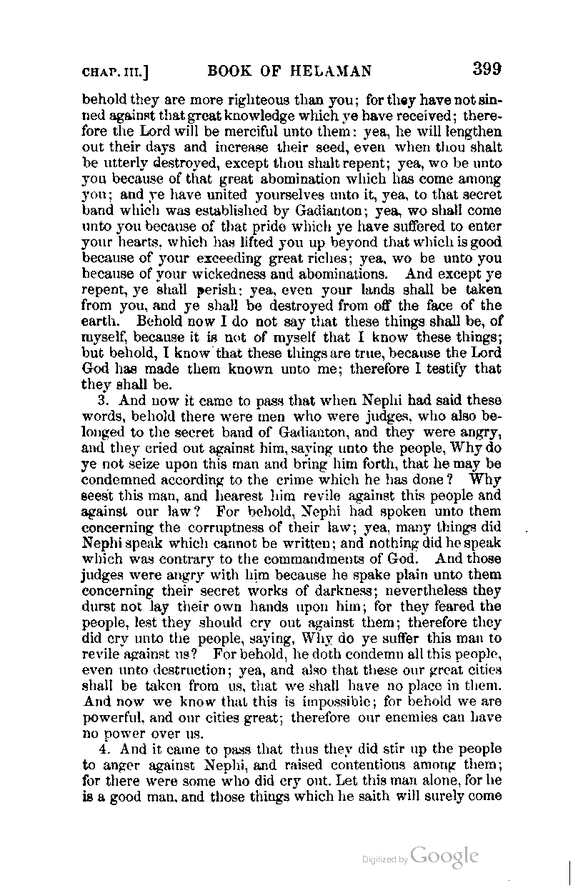 CHAP. III.] BOOK OF HELAMAN 399
behold they are more righteous than you; for they have not sin-
ned against that great knowledge which ye have received; there-
fore the Lord will be merciful unto them: yea, he will lengthen
out their days and increase their seed, even when thou shalt
be utterly destroyed, except thou shalt repent; yea, wo be unto
you because of that great abomination which has come among
you; and ye have united yourselves unto it, yea, to that secret
band which was established by Gadianton; yea, wo shall come
unto you because of that pride which ye have suffered to enter
your hearts, which has lifted you up beyond that which is good
because of your exceeding great riches; yea, wo be unto you
because of your wickedness and abominations. And except ye
repent, ye shall perish; yea, even your lands shall be taken
from you, and ye shall be destroyed from off the face of the
earth. Behold now I do not say that these things shall be, of
myself, because it is not of myself that I know these things;
but behold, I know that these things are true, because the Lord
God has made them known unto me; therefore I testify that
they shall be.
3. And now it came to pass that when Nephi had said these
words, behold there were men who were judges, who also be-
longed to the secret band of Gadianton, and they were angry,
and they cried out against him, saying unto the people, Why do
ye not seize upon this man and bring him forth, that he may be
condemned according to the crime which he has done? Why
seest this man, and hearest him revile against this people and
against our law? For behold, Nephi had spoken unto them
concerning the corruptness of their law; yea, many things did
Nephi speak which cannot be written; and nothing did he speak
which was contrary to the commandments of God. And those
judges were angry with him because he spake plain unto them
concerning their secret works of darkness; nevertheless they
durst not lay their own hands upon him; for they feared the
people, lest they should cry out against them; therefore they
did cry unto the people, saying, Why do ye suffer this man to
revile against us? For behold, he doth condemn all this people,
even unto destruction; yea, and also that these our great cities
shall be taken from us, that we shall have no place in them.
And now we know that this is impossible; for behold we are
powerful, and our cities great; therefore our enemies can have
no power over us.
4. And it came to pass that thus they did stir up the people
to anger against Nephi, and raised contentions among them;
for there were some who did cry out. Let this man alone, for he
is a good man, and those things which he saith will surely come
Digitized by Google